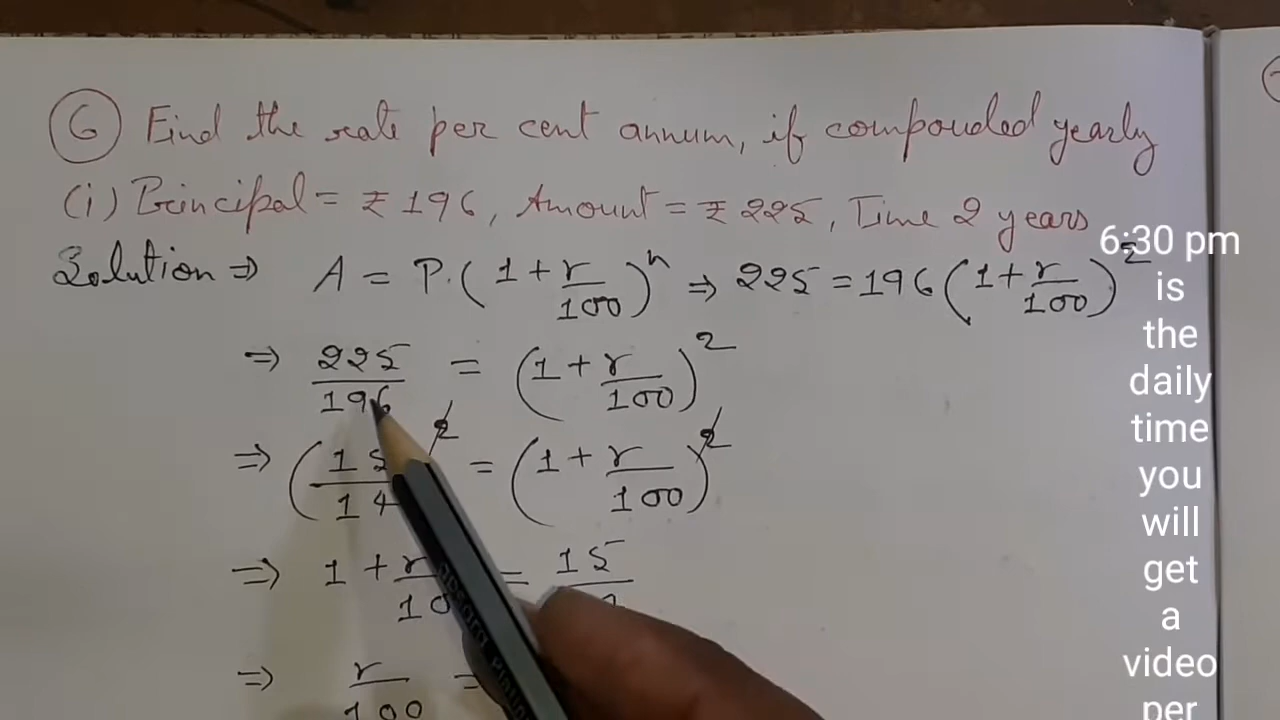 6 Find the rate per cent annum, if compouded yearly
(i) Principal = ₹ 196, Amount = ₹ 225, Time 2 years
Solution ⇒ A = P.(1 + r/100)^n ⇒ 225 = 196(1 + r/100)^2
⇒ 225/196 = (1 + r/100)^2
⇒ (15/14)^2 = (1 + r/100)^2
⇒ 1 + r/10 = 15
⇒ r/100 =
6:30 pm
is
the
daily
time
you
will
get
a
video
per